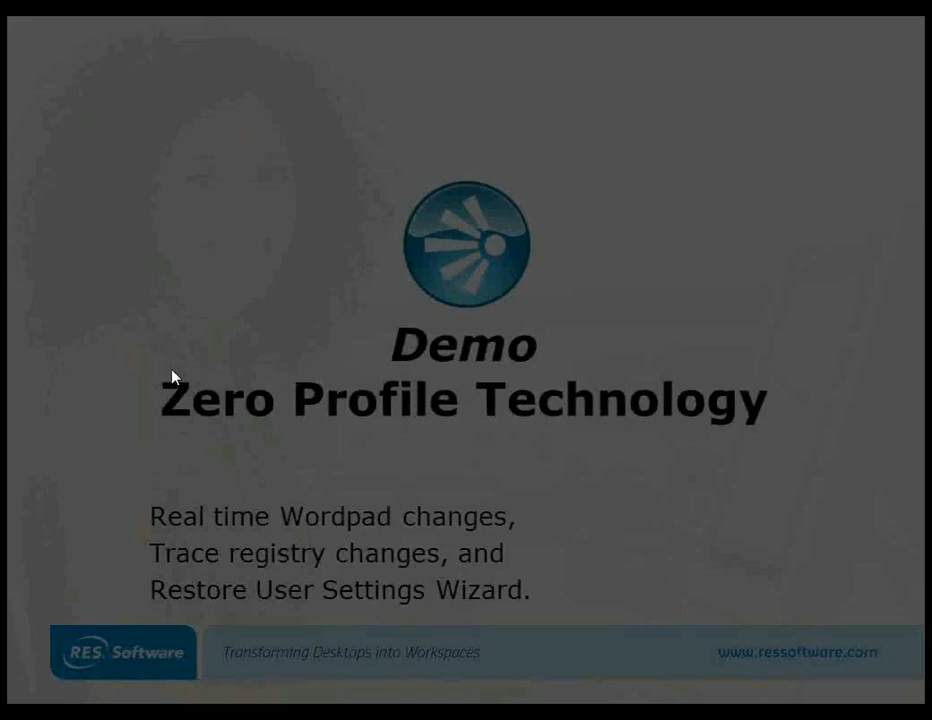 Demo
Zero Profile Technology
Real time Wordpad changes,
Trace registry changes, and
Restore User Settings Wizard.
RES. Software Transforming Desktops into Workspaces www.ressoftware.com